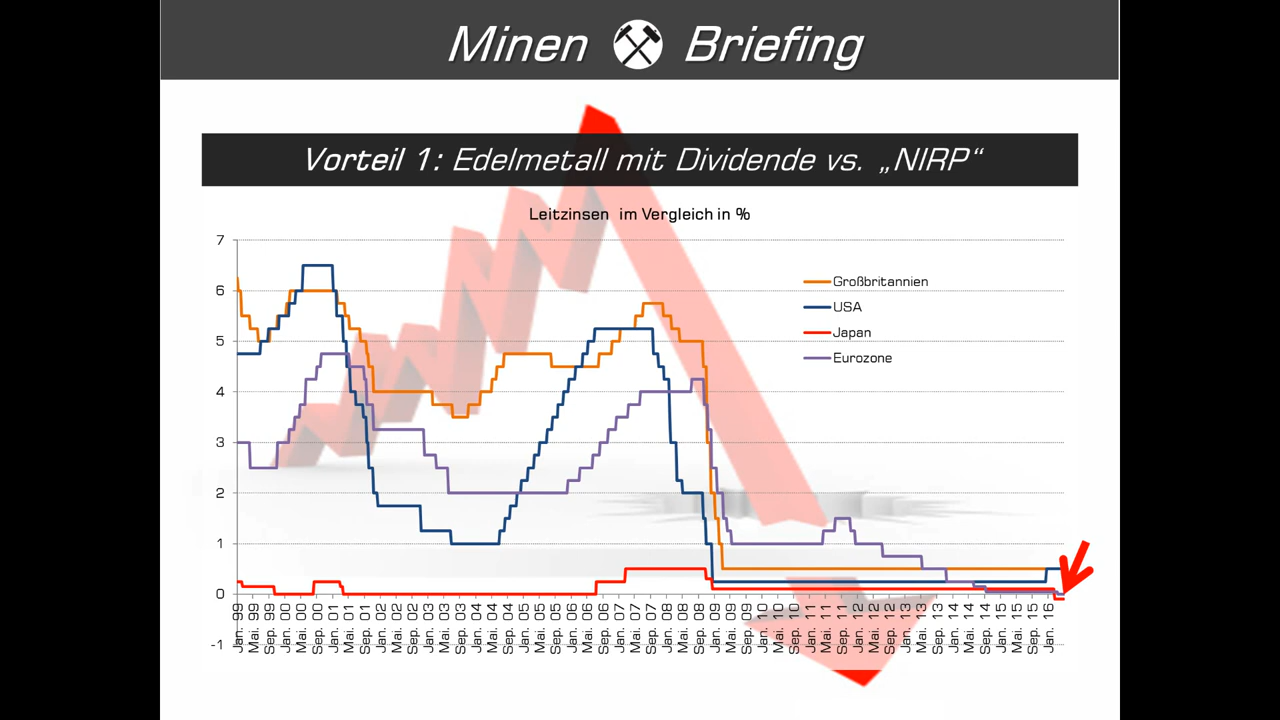 Minen Briefing
Vorteil 1: Edelmetall mit Dividende vs. „NIRP“
Leitzinsen im Vergleich in %
7
6
5
4
3
2
1
0
-1
Großbritannien
USA
Japan
Eurozone
Jan. 99
Mai. 99
Sep. 99
Jan. 00
Mai. 00
Sep. 00
Jan. 01
Mai. 01
Sep. 01
Jan. 02
Mai. 02
Sep. 02
Jan. 03
Mai. 03
Sep. 03
Jan. 04
Mai. 04
Sep. 04
Jan. 05
Mai. 05
Sep. 05
Jan. 06
Mai. 06
Sep. 06
Jan. 07
Mai. 07
Sep. 07
Jan. 08
Mai. 08
Sep. 08
Jan. 09
Mai. 09
Sep. 09
Jan. 10
Mai. 10
Sep. 10
Jan. 11
Mai. 11
Sep. 11
Jan. 12
Mai. 12
Sep. 12
Jan. 13
Mai. 13
Sep. 13
Jan. 14
Mai. 14
Sep. 14
Jan. 15
Mai. 15
Sep. 15
Jan. 16